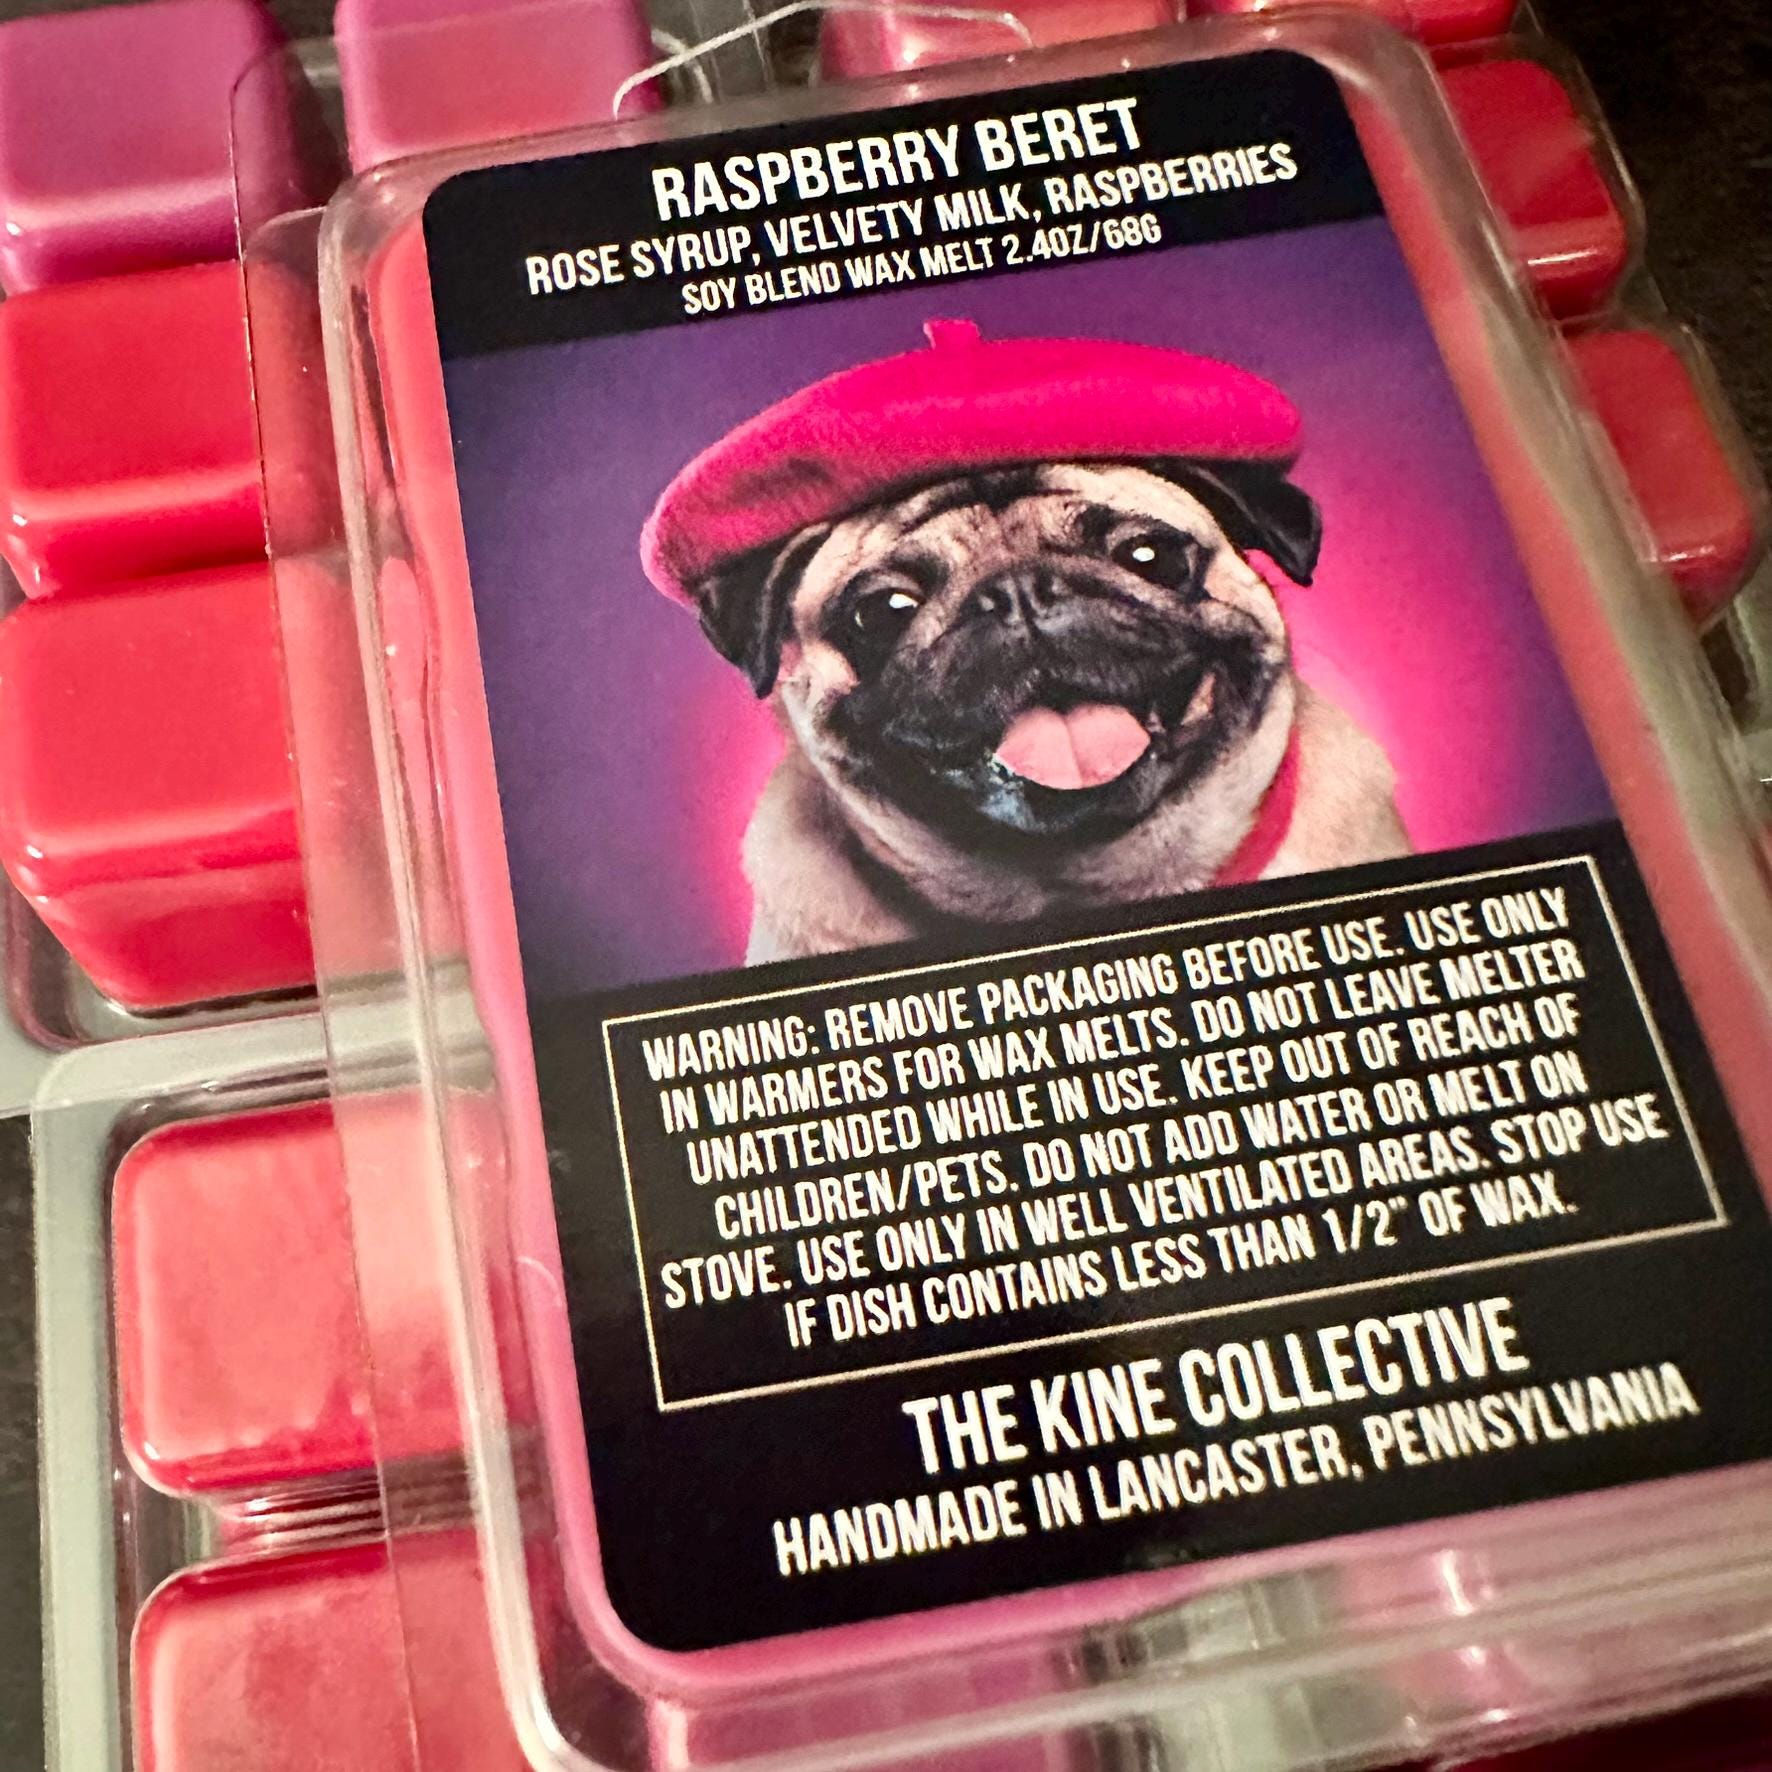 RASPBERRY BERET
ROSE SYRUP, VELVETY MILK, RASPBERRIES
SOY BLEND WAX MELT 2.4OZ/68G
WARNING: REMOVE PACKAGING BEFORE USE. USE ONLY
IN WARMERS FOR WAX MELTS. DO NOT LEAVE MELTER
UNATTENDED WHILE IN USE. KEEP OUT OF REACH OF
CHILDREN/PETS. DO NOT ADD WATER OR MELT ON
STOVE. USE ONLY IN WELL VENTILATED AREAS. STOP USE
IF DISH CONTAINS LESS THAN 1/2" OF WAX.
THE KINE COLLECTIVE
HANDMADE IN LANCASTER, PENNSYLVANIA